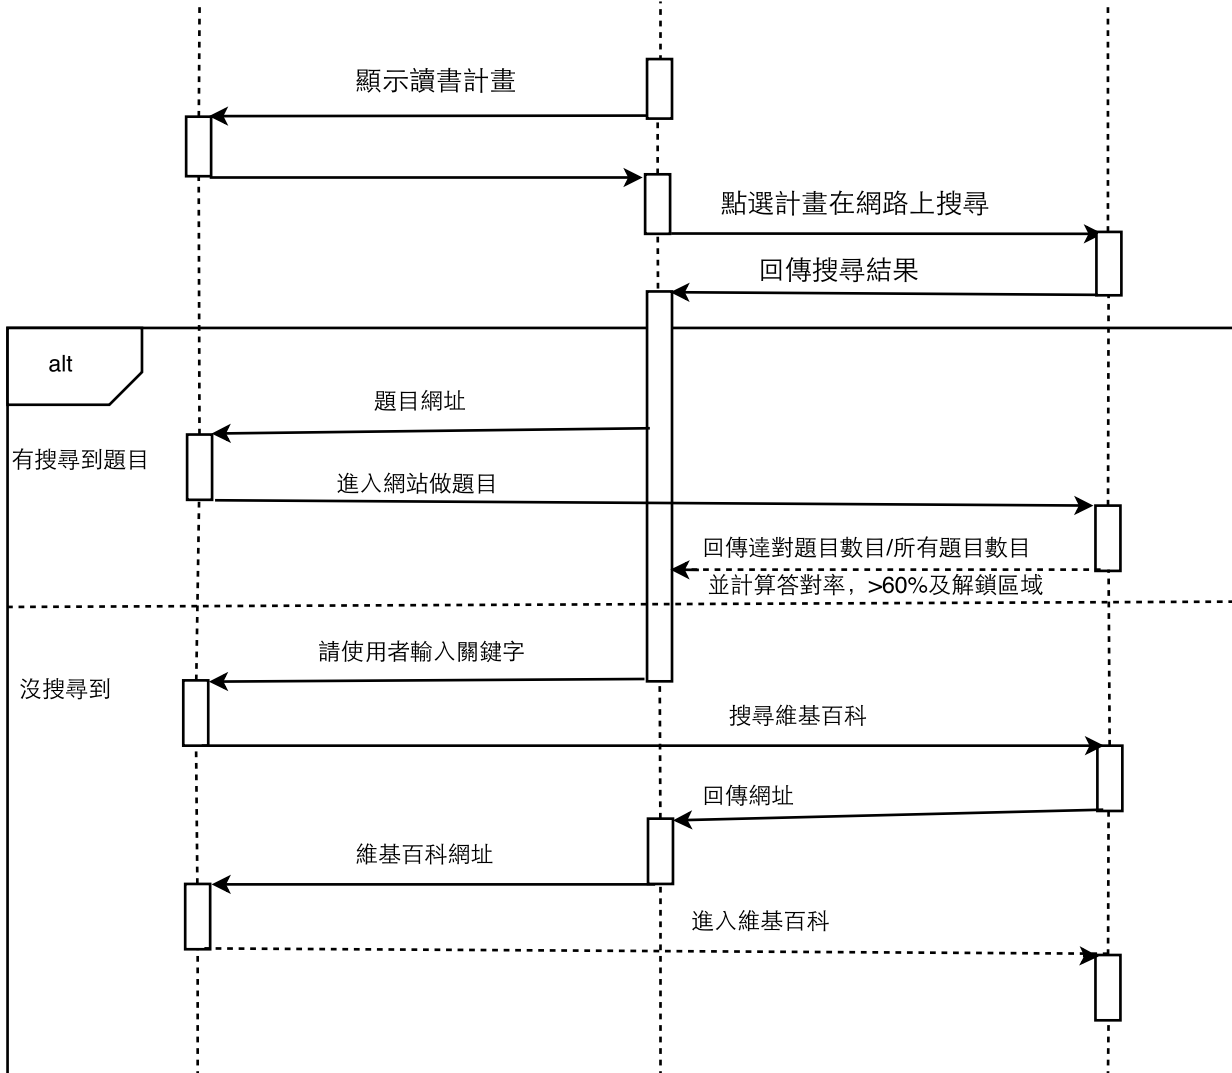 顯示讀書計畫
點選計畫在網路上搜尋
回傳搜尋結果
alt
題目網址
有搜尋到題目
進入網站做題目
回傳達對題目數目/所有題目數目
並計算答對率，>60%及解鎖區域
請使用者輸入關鍵字
沒搜尋到
搜尋維基百科
回傳網址
維基百科網址
進入維基百科